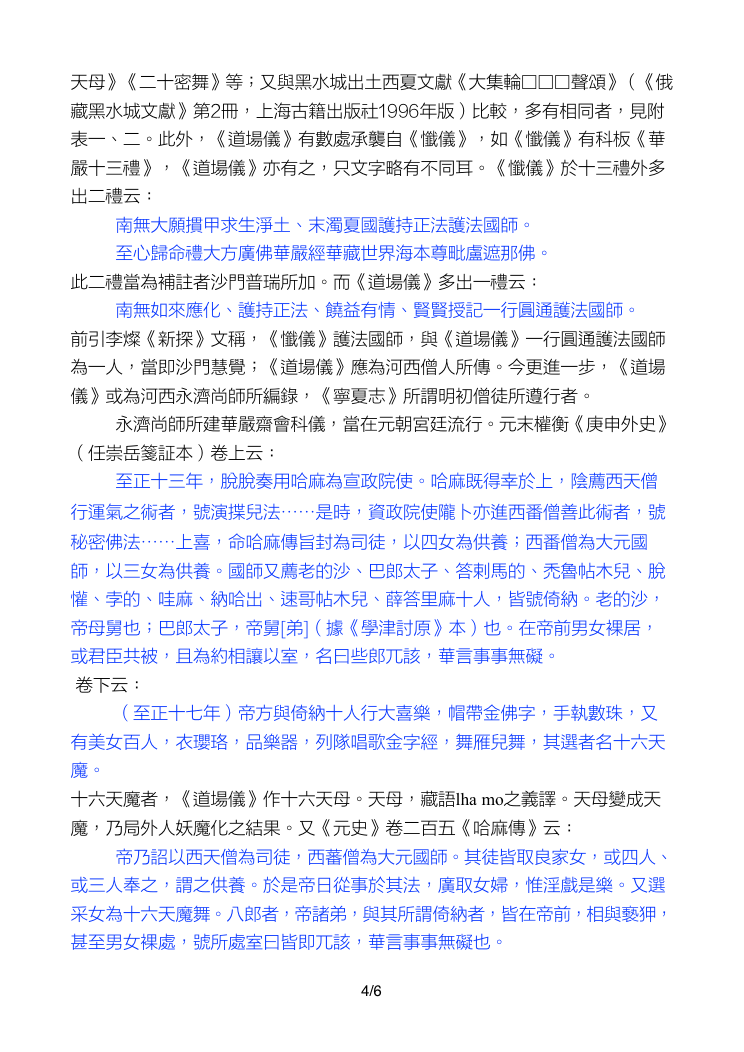 天母》《二十密舞》等；又與黑水城出土西夏文獻《大集輪□□□聲頌》（《俄
藏黑水城文獻》第2冊，上海古籍出版社1996年版）比較，多有相同者，見附
表一、二。此外，《道場儀》有數處承襲自《懺儀》，如《懺儀》有科板《華
嚴十三禮》，《道場儀》亦有之，只文字略有不同耳。《懺儀》於十三禮外多
出二禮云：
南無大願摜甲求生淨土、末濁夏國護持正法護法國師。
至心歸命禮大方廣佛華嚴經華藏世界海本尊毗盧遮那佛。
此二禮當為補註者沙門普瑞所加。而《道場儀》多出一禮云：
南無如來應化、護持正法、饒益有情、賢賢授記一行圓通護法國師。
前引李燦《新探》文稱，《懺儀》護法國師，與《道場儀》一行圓通護法國師
為一人，當即沙門慧覺；《道場儀》應為河西僧人所傳。今更進一步，《道場
儀》或為河西永濟尚師所編錄，《寧夏志》所謂明初僧徒所遵行者。
永濟尚師所建華嚴齋會科儀，當在元朝宮廷流行。元末權衡《庚申外史》
（任崇岳箋証本）卷上云：
至正十三年，脫脫奏用哈麻為宣政院使。哈麻既得幸於上，陰薦西天僧
行運氣之術者，號演揲兒法……是時，資政院使隴卜亦進西番僧善此術者，號
秘密佛法……上喜，命哈麻傳旨封為司徒，以四女為供養；西番僧為大元國
師，以三女為供養。國師又薦老的沙、巴郎太子、答剌馬的、禿魯帖木兒、脫
懽、孛的、哇麻、納哈出、速哥帖木兒、薛答里麻十人，皆號倚納。老的沙，
帝母舅也；巴郎太子，帝舅[弟]（據《學津討原》本）也。在帝前男女裸居，
或君臣共被，且為約相讓以室，名曰些郎兀該，華言事事無礙。
卷下云：
（至正十七年）帝方與倚納十人行大喜樂，帽帶金佛字，手執數珠，又
有美女百人，衣瓔珞，品樂器，列隊唱歌金字經，舞雁兒舞，其選者名十六天
魔。
十六天魔者，《道場儀》作十六天母。天母，藏語lha mo之義譯。天母變成天
魔，乃局外人妖魔化之結果。又《元史》卷二百五《哈麻傳》云：
帝乃詔以西天僧為司徒，西蕃僧為大元國師。其徒皆取良家女，或四人、
或三人奉之，謂之供養。於是帝日從事於其法，廣取女婦，惟淫戲是樂。又選
采女為十六天魔舞。八郎者，帝諸弟，與其所謂倚納者，皆在帝前，相與褻狎，
甚至男女裸處，號所處室曰皆即兀該，華言事事無礙也。
4/6